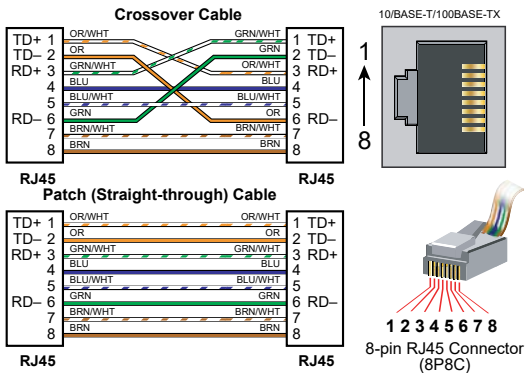 Crossover Cable
10/BASE-T/100BASE-TX
TD+ 1 OR/WHT GRN/WHT 1 TD+
TD– 2 OR GRN 2 TD–
RD+ 3 GRN/WHT OR/WHT 3 RD+
4 BLU BLU 4
5 BLU/WHT BLU/WHT 5
RD– 6 GRN OR 6 RD–
7 BRN/WHT BRN/WHT 7
8 BRN BRN 8
RJ45 RJ45
1
8
Patch (Straight-through) Cable
TD+ 1 OR/WHT OR/WHT 1 TD+
TD– 2 OR OR 2 TD–
RD+ 3 GRN/WHT GRN/WHT 3 RD+
4 BLU BLU 4
5 BLU/WHT BLU/WHT 5
RD– 6 GRN GRN 6 RD–
7 BRN/WHT BRN/WHT 7
8 BRN BRN 8
RJ45 RJ45
1 2 3 4 5 6 7 8
8-pin RJ45 Connector
(8P8C)